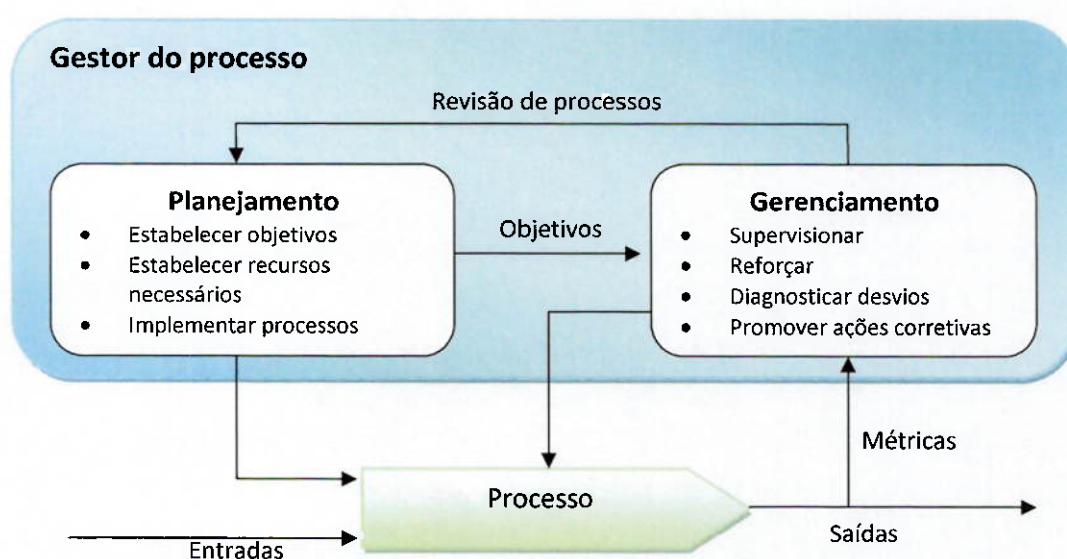 Gestor do processo
Revisão de processos
Planejamento
• Estabelecer objetivos
• Estabelecer recursos
necessários
• Implementar processos
Objetivos
Gerenciamento
• Supervisionar
• Reforçar
• Diagnosticar desvios
• Promover ações corretivas
Métricas
Processo
Entradas
Saídas